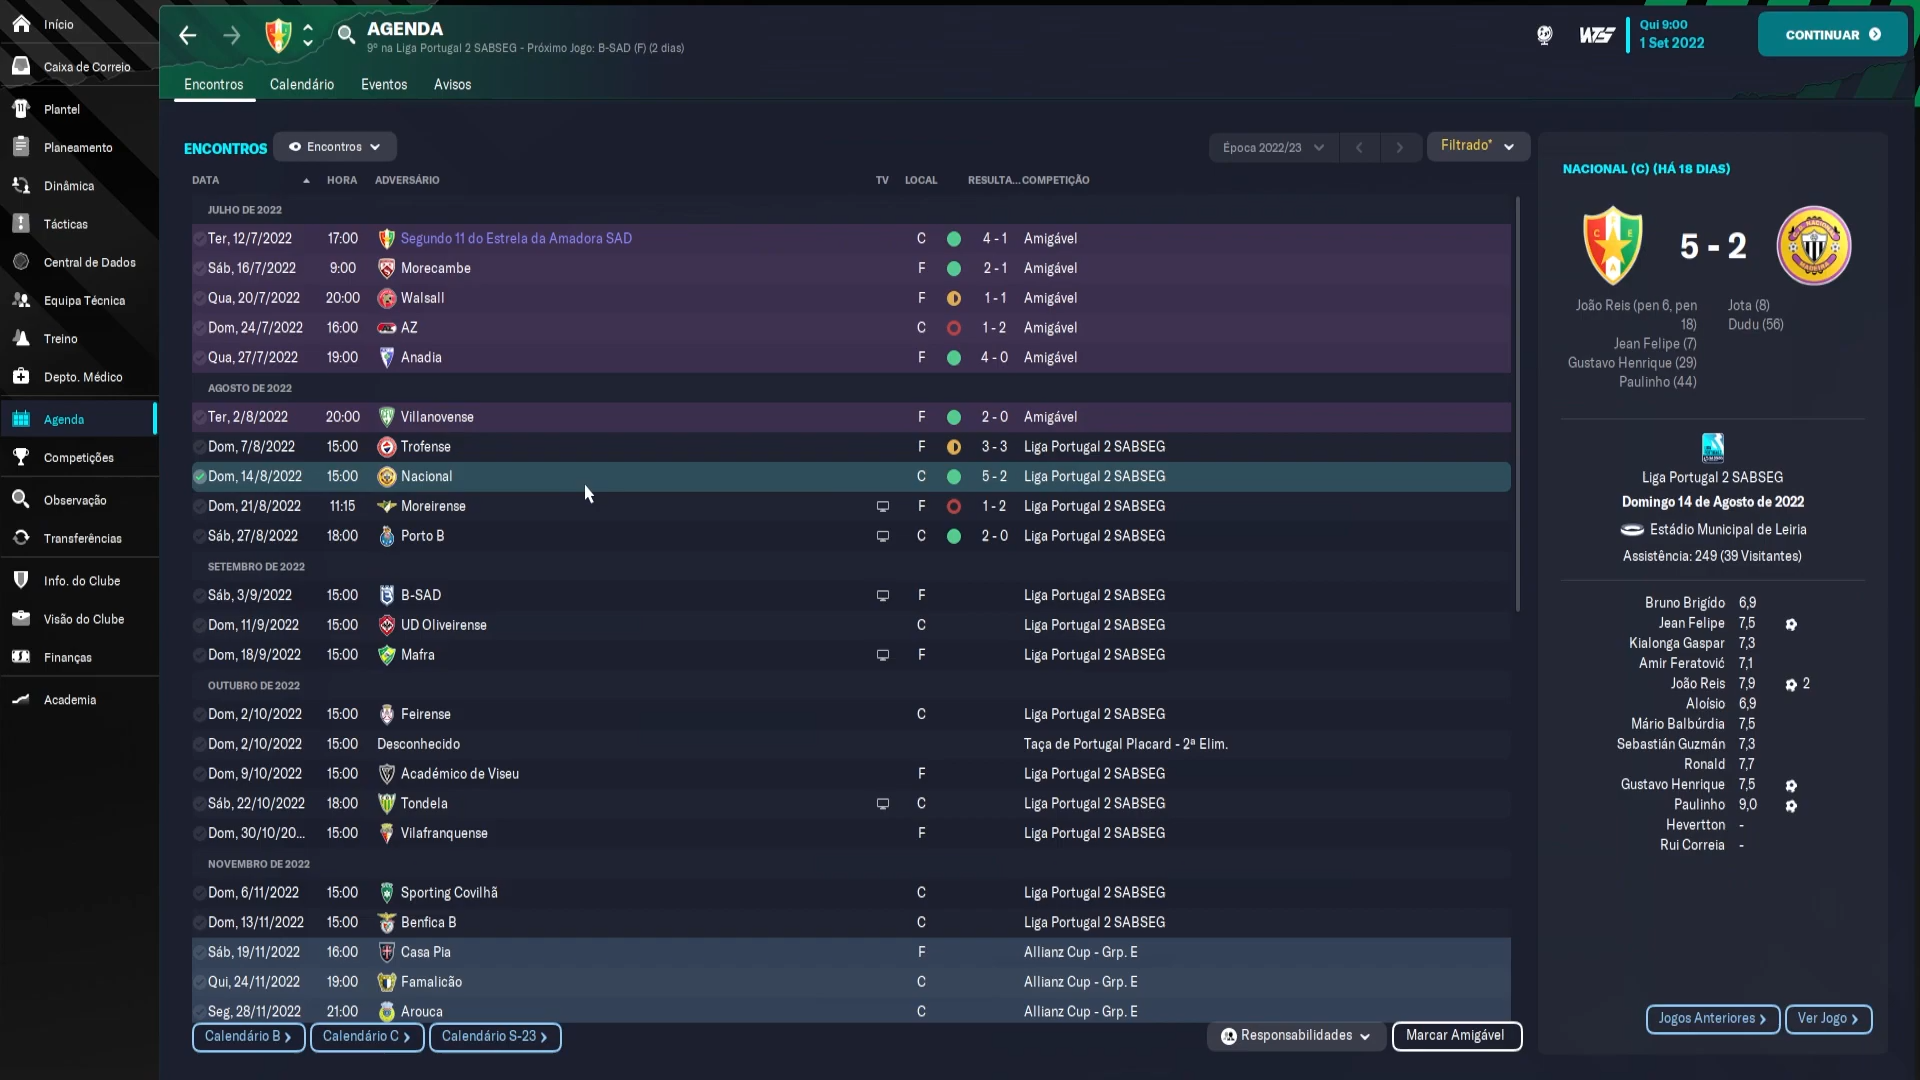 Início
Caixa de Correio
Plantel
Planeamento
Dinâmica
Tácticas
Central de Dados
Equipa Técnica
Treino
Depto. Médico
Agenda
Competições
Observação
Transferências
Info. do Clube
Visão do Clube
Finanças
Academia
AGENDA
9º na Liga Portugal 2 SABSEG - Próximo Jogo: B-SAD (F) (2 dias)
Qui 9:00
1 Set 2022
CONTINUAR
Encontros Calendário Eventos Avisos
ENCONTROS Encontros
Época 2022/23 Filtrado*
DATA HORA ADVERSÁRIO TV LOCAL RESULTA... COMPETIÇÃO
JULHO DE 2022
Ter, 12/7/2022 17:00 Segundo 11 do Estrela da Amadora SAD C 4 - 1 Amigável
Sáb, 16/7/2022 9:00 Morecambe F 2 - 1 Amigável
Qua, 20/7/2022 20:00 Walsall F 1 - 1 Amigável
Dom, 24/7/2022 16:00 AZ C 1 - 2 Amigável
Qua, 27/7/2022 19:00 Anadia F 4 - 0 Amigável
AGOSTO DE 2022
Ter, 2/8/2022 20:00 Villanovense F 2 - 0 Amigável
Dom, 7/8/2022 15:00 Trofense F 3 - 3 Liga Portugal 2 SABSEG
Dom, 14/8/2022 15:00 Nacional C 5 - 2 Liga Portugal 2 SABSEG
Dom, 21/8/2022 11:15 Moreirense F 1 - 2 Liga Portugal 2 SABSEG
Sáb, 27/8/2022 18:00 Porto B C 2 - 0 Liga Portugal 2 SABSEG
SETEMBRO DE 2022
Sáb, 3/9/2022 15:00 B-SAD F Liga Portugal 2 SABSEG
Dom, 11/9/2022 15:00 UD Oliveirense C Liga Portugal 2 SABSEG
Dom, 18/9/2022 15:00 Mafra F Liga Portugal 2 SABSEG
OUTUBRO DE 2022
Dom, 2/10/2022 15:00 Feirense C Liga Portugal 2 SABSEG
Dom, 2/10/2022 15:00 Desconhecido Taça de Portugal Placard - 2ª Elim.
Dom, 9/10/2022 15:00 Académico de Viseu F Liga Portugal 2 SABSEG
Sáb, 22/10/2022 18:00 Tondela C Liga Portugal 2 SABSEG
Dom, 30/10/20... 15:00 Vilafranquense F Liga Portugal 2 SABSEG
NOVEMBRO DE 2022
Dom, 6/11/2022 15:00 Sporting Covilhã C Liga Portugal 2 SABSEG
Dom, 13/11/2022 15:00 Benfica B C Liga Portugal 2 SABSEG
Sáb, 19/11/2022 16:00 Casa Pia F Allianz Cup - Grp. E
Qui, 24/11/2022 19:00 Famalicão C Allianz Cup - Grp. E
Seg, 28/11/2022 21:00 Arouca C Allianz Cup - Grp. E
Calendário B Calendário C Calendário S-23
Responsabilidades Marcar Amigável
NACIONAL (C) (HÁ 18 DIAS)
5 - 2
João Reis (pen 6, pen
18)
Jean Felipe (7)
Gustavo Henrique (29)
Paulinho (44)
Jota (8)
Dudu (56)
Liga Portugal 2 SABSEG
Domingo 14 de Agosto de 2022
Estádio Municipal de Leiria
Assistência: 249 (39 Visitantes)
Bruno Brigído 6,9
Jean Felipe 7,5
Kialonga Gaspar 7,3
Amir Feratović 7,1
João Reis 7,9 2
Aloísio 6,9
Mário Balbúrdia 7,5
Sebastián Guzmán 7,3
Ronald 7,7
Gustavo Henrique 7,5
Paulinho 9,0
Hevertton -
Rui Correia -
Jogos Anteriores Ver Jogo